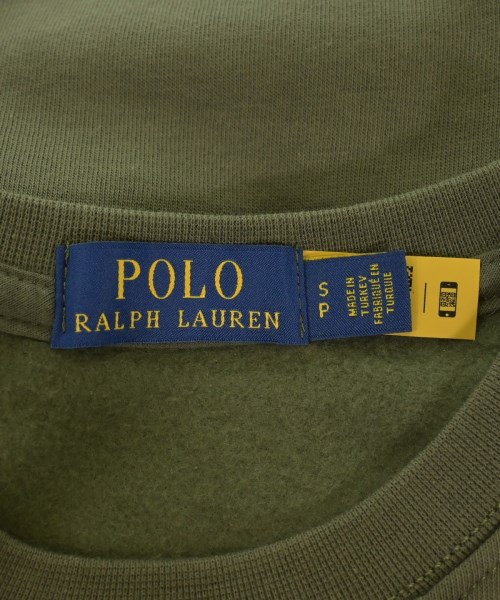 POLO
RALPH LAUREN
S
P
MADE IN
TURKEY
FABRIQUÉ EN
TURQUIE